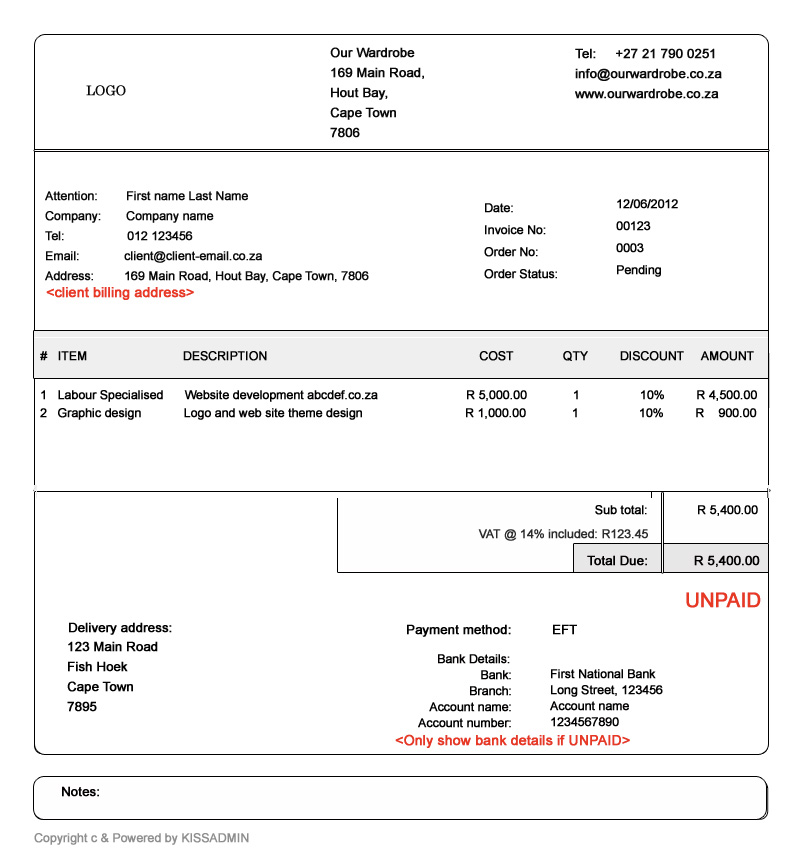 LOGO
Our Wardrobe
169 Main Road,
Hout Bay,
Cape Town
7806
Tel: +27 21 790 0251
info@ourwardrobe.co.za
www.ourwardrobe.co.za
Attention: First name Last Name
Company: Company name
Tel: 012 123456
Email: client@client-email.co.za
Address: 169 Main Road, Hout Bay, Cape Town, 7806
<client billing address>
Date: 12/06/2012
Invoice No: 00123
Order No: 0003
Order Status: Pending
# ITEM DESCRIPTION COST QTY DISCOUNT AMOUNT
1 Labour Specialised Website development abcdef.co.za R 5,000.00 1 10% R 4,500.00
2 Graphic design Logo and web site theme design R 1,000.00 1 10% R 900.00
Sub total: R 5,400.00
VAT @ 14% included: R123.45
Total Due: R 5,400.00
UNPAID
Delivery address:
123 Main Road
Fish Hoek
Cape Town
7895
Payment method: EFT
Bank Details:
Bank: First National Bank
Branch: Long Street, 123456
Account name: Account name
Account number: 1234567890
<Only show bank details if UNPAID>
Notes:
Copyright c & Powered by KISSADMIN